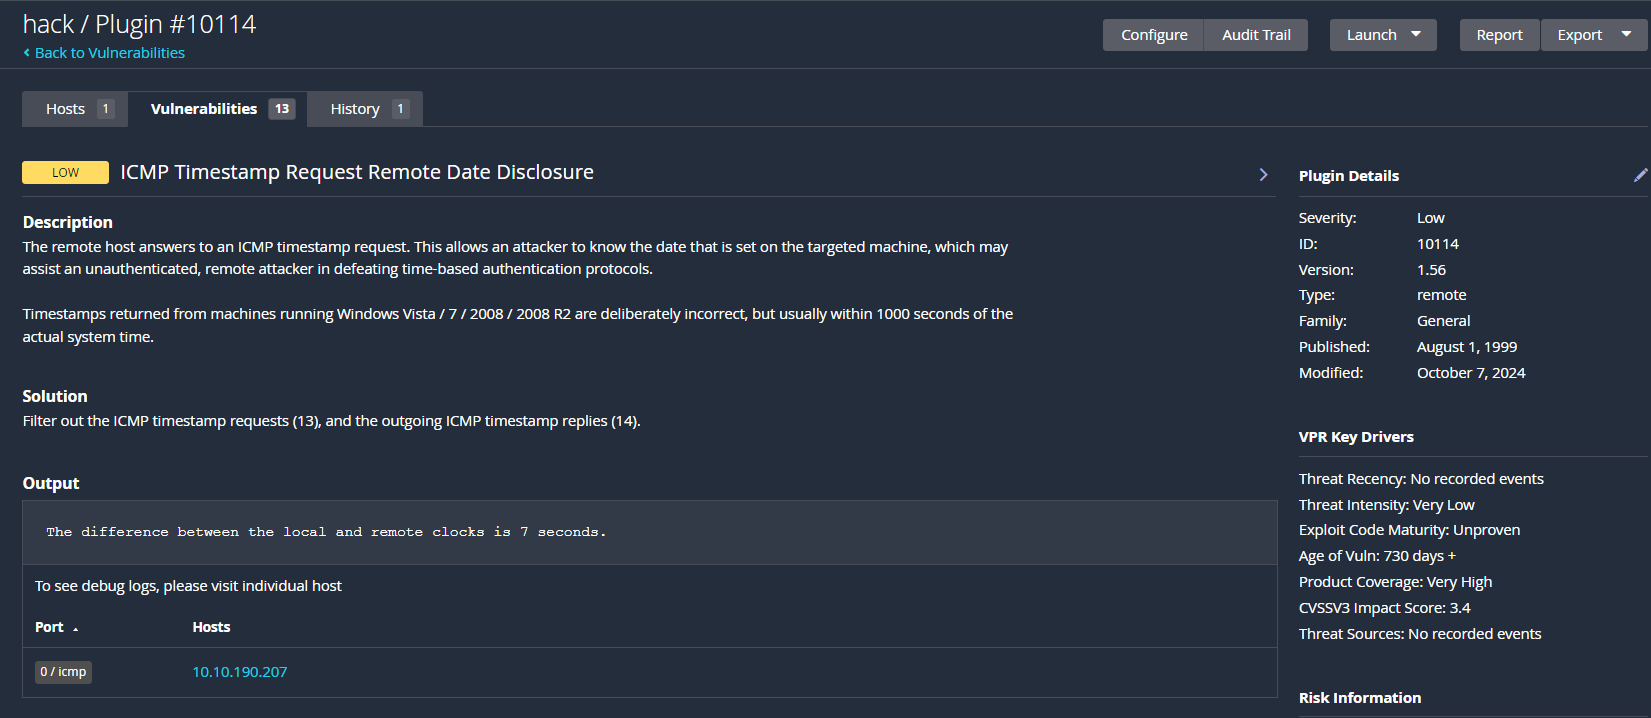 hack / Plugin #10114
Back to Vulnerabilities
Configure Audit Trail Launch Report Export
Hosts 1 Vulnerabilities 13 History 1
LOW ICMP Timestamp Request Remote Date Disclosure
Description
The remote host answers to an ICMP timestamp request. This allows an attacker to know the date that is set on the targeted machine, which may
assist an unauthenticated, remote attacker in defeating time-based authentication protocols.
Timestamps returned from machines running Windows Vista / 7 / 2008 / 2008 R2 are deliberately incorrect, but usually within 1000 seconds of the
actual system time.
Solution
Filter out the ICMP timestamp requests (13), and the outgoing ICMP timestamp replies (14).
Output
The difference between the local and remote clocks is 7 seconds.
To see debug logs, please visit individual host
Port Hosts
0 / icmp 10.10.190.207
Plugin Details
Severity: Low
ID: 10114
Version: 1.56
Type: remote
Family: General
Published: August 1, 1999
Modified: October 7, 2024
VPR Key Drivers
Threat Recency: No recorded events
Threat Intensity: Very Low
Exploit Code Maturity: Unproven
Age of Vuln: 730 days +
Product Coverage: Very High
CVSSV3 Impact Score: 3.4
Threat Sources: No recorded events
Risk Information